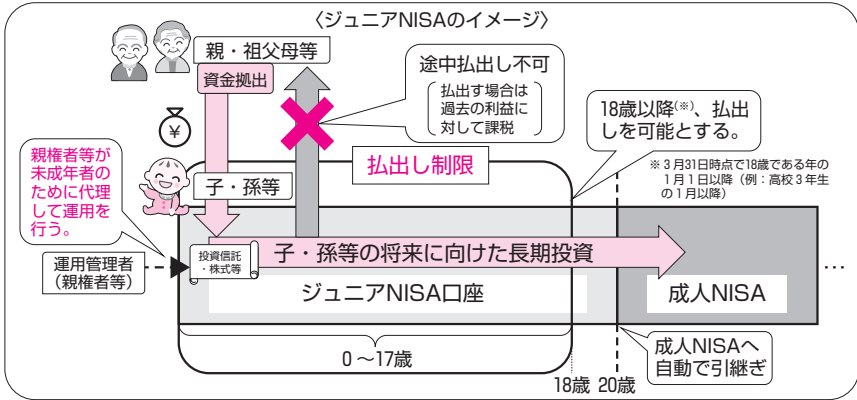 〈ジュニアNISAのイメージ〉
親・祖父母等
資金拠出
¥
途中払出し不可
払出す場合は
過去の利益に
対して課税
18歳以降(※)、払出
しを可能とする。
※3月31日時点で18歳である年の
1月1日以降(例:高校3年生
の1月以降)
親権者等が
未成年者の
ために代理
して運用を
行う。
払出し制限
子・孫等
運用管理者
(親権者等)
投資信託
・株式等
子・孫等の将来に向けた長期投資
…
ジュニアNISA口座
成人NISA
0~17歳
18歳
20歳
成人NISAへ
自動で引継ぎ